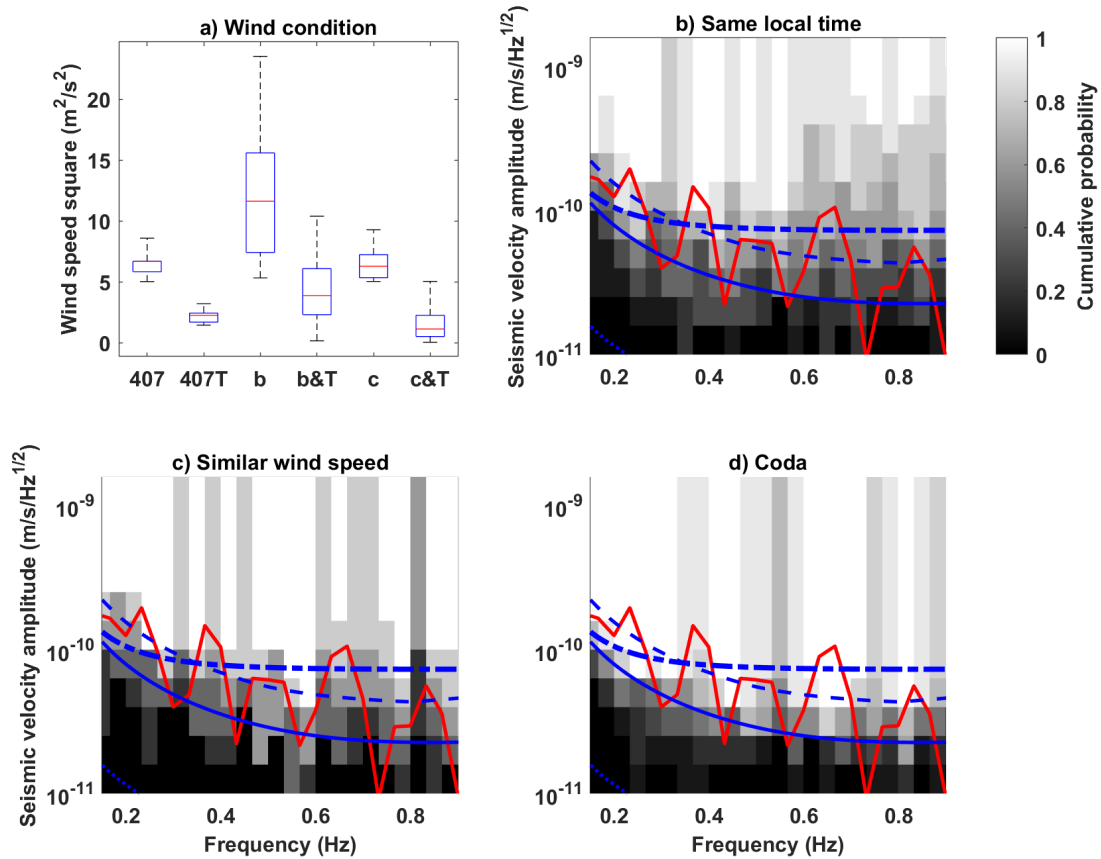 a) Wind condition
Wind speed square (m²/s²)
20
15
10
5
0
407
407T
b
b&T
c
c&T
b) Same local time
Seismic velocity amplitude (m/s/Hz^1/2)
10^-9
10^-10
10^-11
0.2
0.4
0.6
0.8
1
0.8
0.6
0.4
0.2
0
Cumulative probability
c) Similar wind speed
Seismic velocity amplitude (m/s/Hz^1/2)
10^-9
10^-10
10^-11
0.2
0.4
0.6
0.8
Frequency (Hz)
d) Coda
10^-9
10^-10
10^-11
0.2
0.4
0.6
0.8
Frequency (Hz)